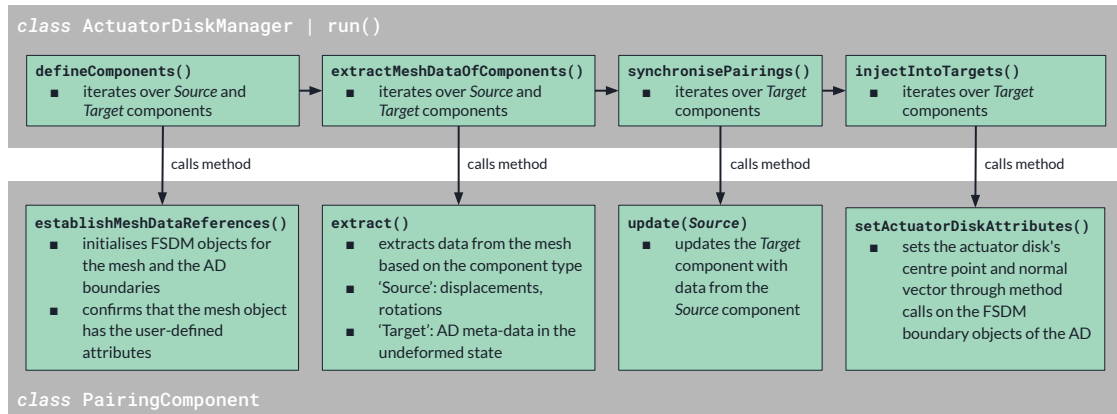 class ActuatorDiskManager | run()
defineComponents()
■ iterates over Source and
Target components
extractMeshDataOfComponents()
■ iterates over Source and
Target components
synchronisePairings()
■ iterates over Target
components
injectIntoTargets()
■ iterates over Target
components
calls method
calls method
calls method
calls method
establishMeshDataReferences()
■ initialises FSDM objects for
the mesh and the AD
boundaries
■ confirms that the mesh object
has the user-defined
attributes
extract()
■ extracts data from the mesh
based on the component type
■ ‘Source’: displacements,
rotations
■ ‘Target’: AD meta-data in the
undeformed state
update(Source)
■ updates the Target
component with
data from the
Source component
setActuatorDiskAttributes()
■ sets the actuator disk's
centre point and normal
vector through method
calls on the FSDM
boundary objects of the AD
class PairingComponent